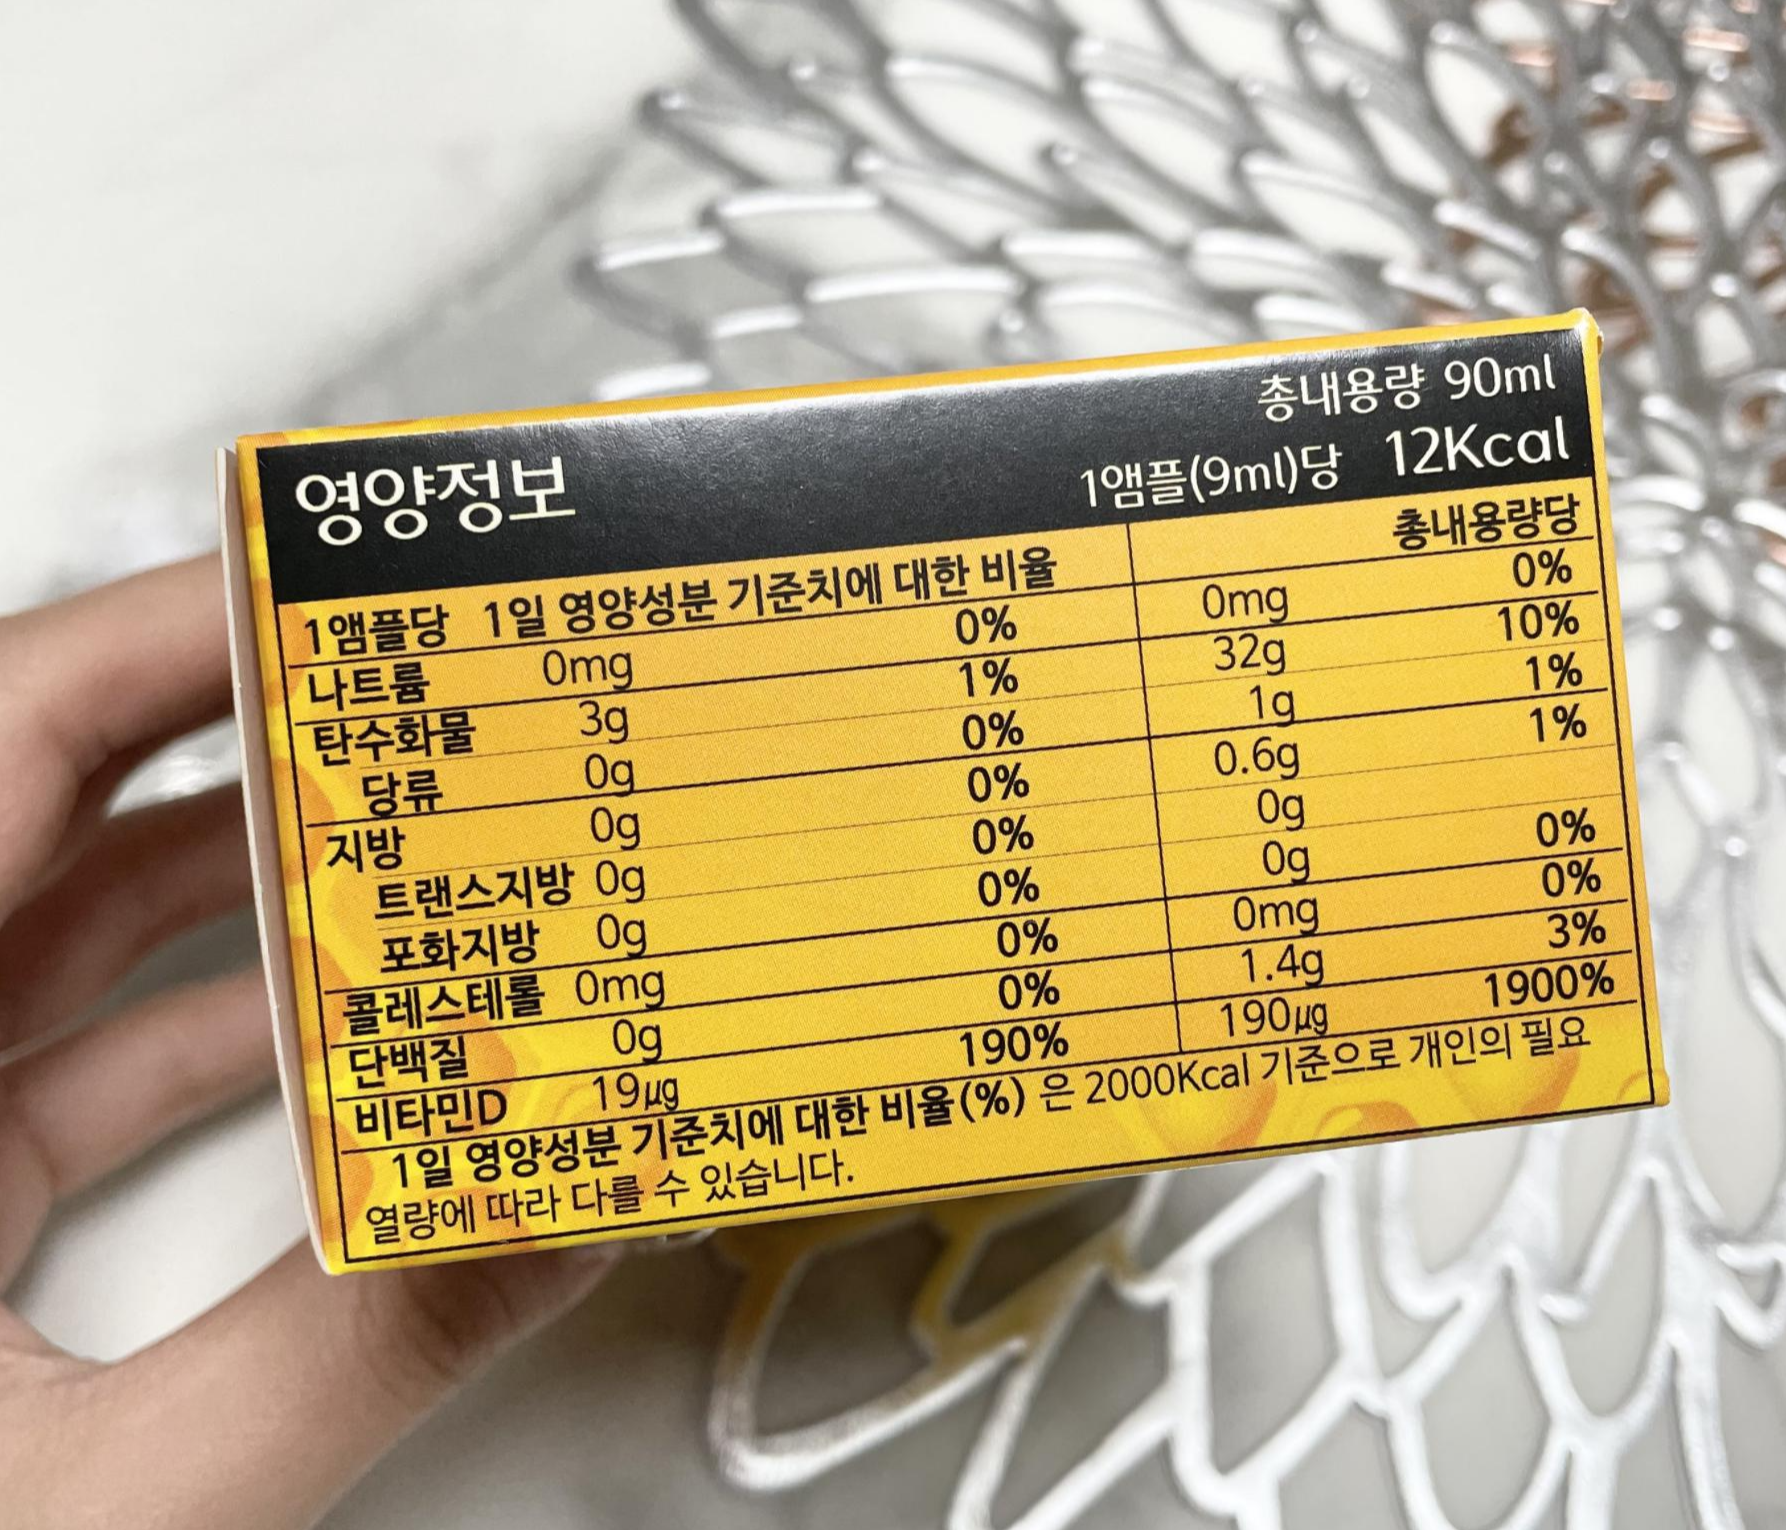 영양정보
총내용량 90ml
1앰플(9ml)당 12Kcal
1앰플당 1일 영양성분 기준치에 대한 비율 총내용량당
나트륨 0mg 0% 0mg 0%
탄수화물 3g 1% 32g 10%
당류 0g 0% 1g 1%
지방 0g 0% 0.6g 1%
트랜스지방 0g 0% 0g
포화지방 0g 0% 0g 0%
콜레스테롤 0mg 0% 0mg 0%
단백질 0g 0% 1.4g 3%
비타민D 19㎍ 190% 190㎍ 1900%
1일 영양성분 기준치에 대한 비율(%) 은 2000Kcal 기준으로 개인의 필요
열량에 따라 다를 수 있습니다.